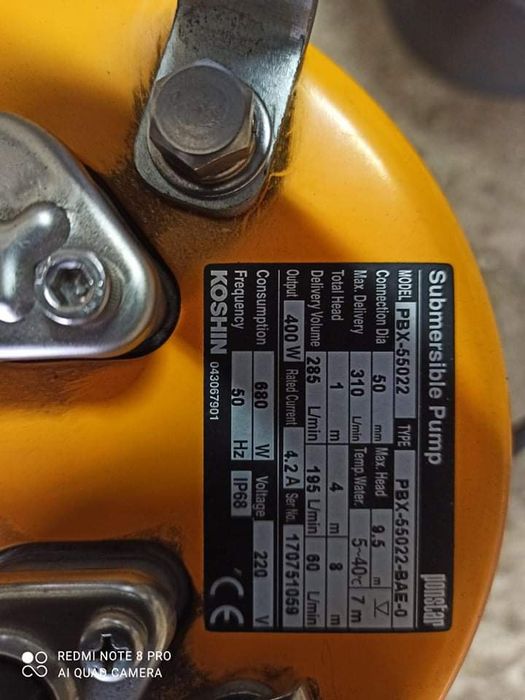 Submersible Pump
ponstar
MODEL PBX-55022 TYPE PBX-55022-BAE-0
Connection Dia 50 mm Max. Head 9.5 m
Max Delivery 310 L/min Temp.Water. 5~40℃ 7 m
Total Head 1 m 4 m 8 m
Delivery Volume 285 L/min 195 L/min 60 L/min
Output 400 W Rated Current 4.2 A Ser No. 170751059
Consumption 680 W Voltage 220 V
Frequency 50 Hz IP68 CE
KOSHIN 043067901
REDMI NOTE 8 PRO
AI QUAD CAMERA